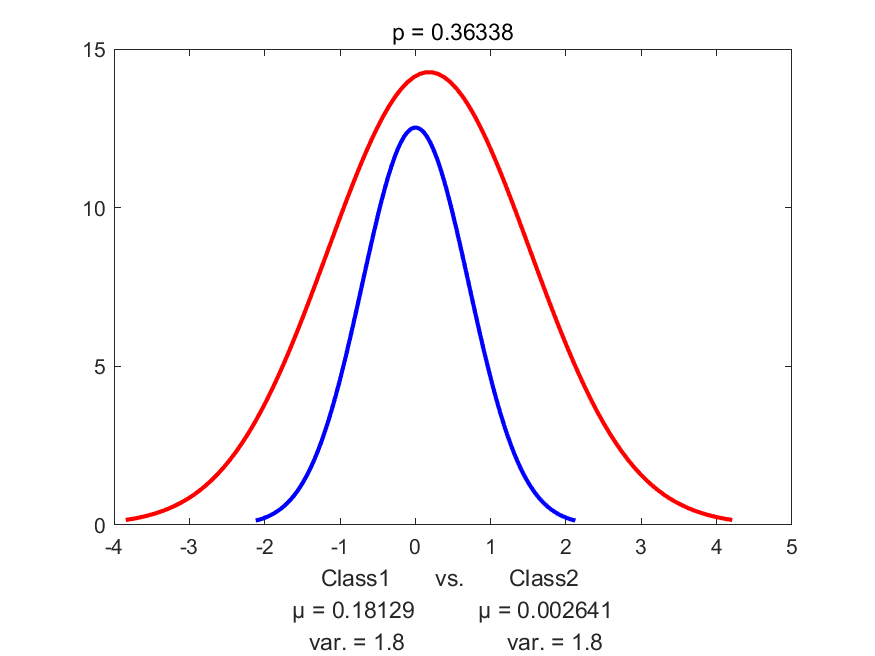 p = 0.36338
15
10
5
0
-4 -3 -2 -1 0 1 2 3 4 5
Class1 vs. Class2
μ = 0.18129 μ = 0.002641
var. = 1.8 var. = 1.8